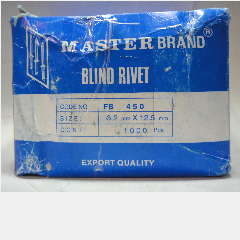 MASTER BRAND ®
BLIND RIVET
CODE NO FB 450
SIZE: 3.2 mm X 12.5 mm
CONT. 1000 Pcs
EXPORT QUALITY